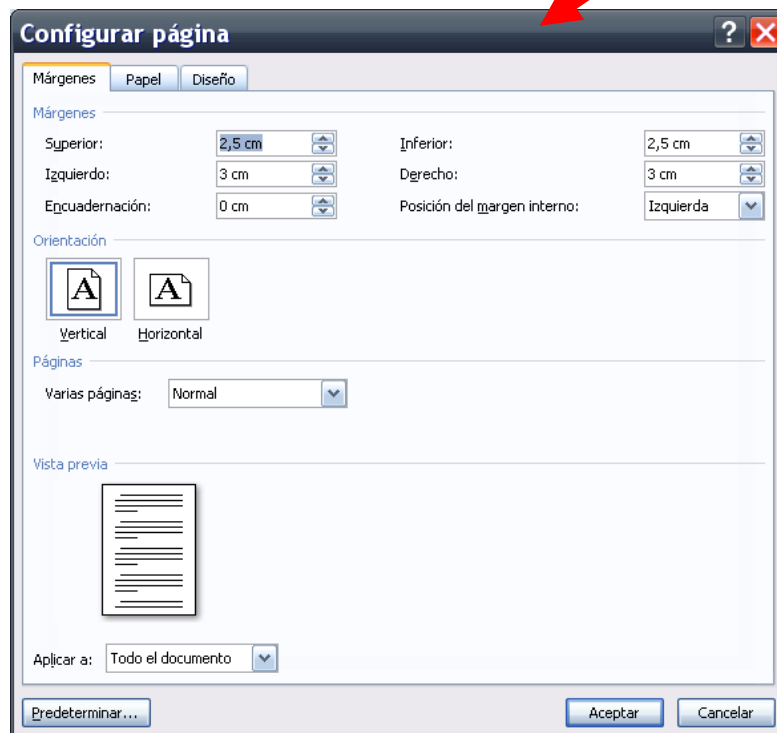 Configurar página
Márgenes Papel Diseño
Márgenes
Superior: 2,5 cm Inferior: 2,5 cm
Izquierdo: 3 cm Derecho: 3 cm
Encuadernación: 0 cm Posición del margen interno: Izquierda
Orientación
A A
Vertical Horizontal
Páginas
Varias páginas: Normal
Vista previa
Aplicar a: Todo el documento
Predeterminar... Aceptar Cancelar